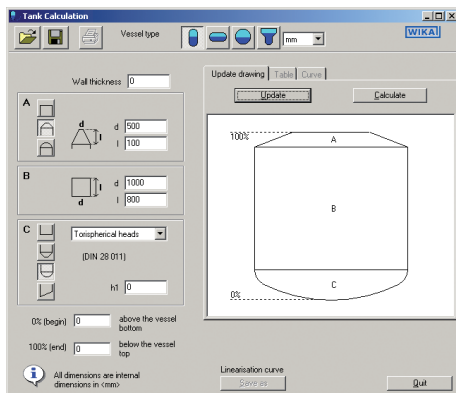 Tank Calculation
Vessel type
mm
WIKA
Wall thickness 0
A
d
l
d 500
l 100
B
l
d
d 1000
l 800
C
Torispherical heads
(DIN 28 011)
h1 0
0% (begin) 0 above the vessel bottom
100% (end) 0 below the vessel top
All dimensions are internal
dimensions in <mm>
Update drawing Table Curve
Update Calculate
100%
A
B
C
0%
Linearisation curve
Save as
Quit